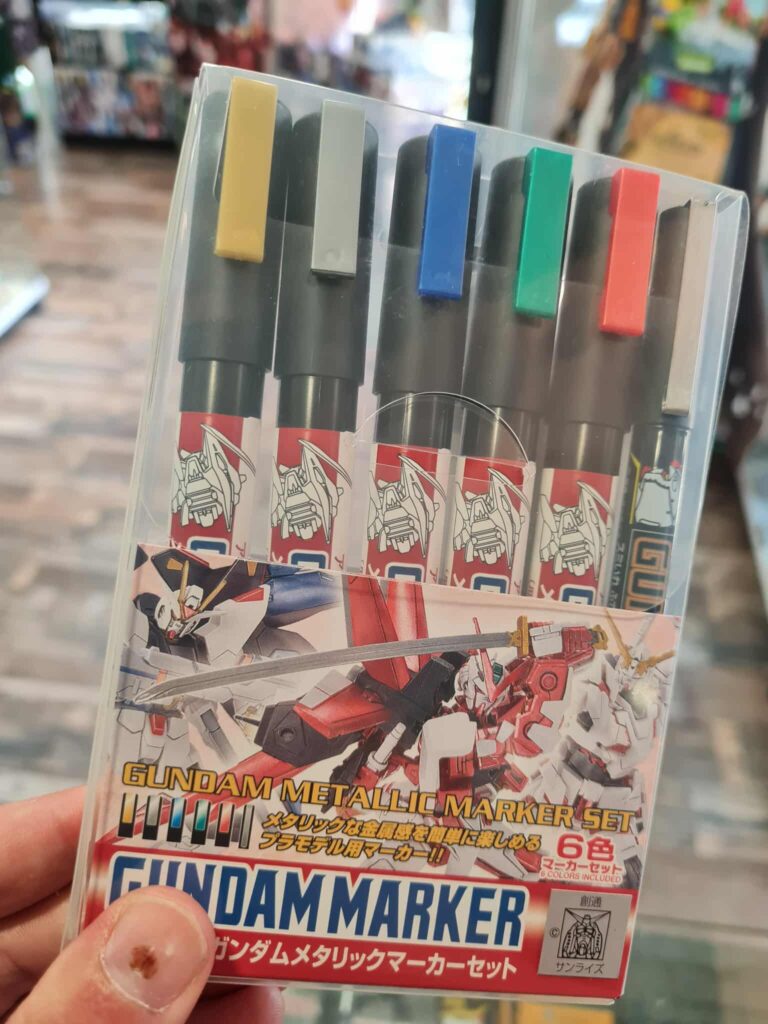 GUNDAM METALLIC MARKER SET
メタリックな金属感を簡単に楽しめる
プラモデル用マーカー!!
6色
マーカーセット
6 COLORS INCLUDED
GUNDAM MARKER
ガンダムメタリックマーカーセット
創通
©
サンライズ